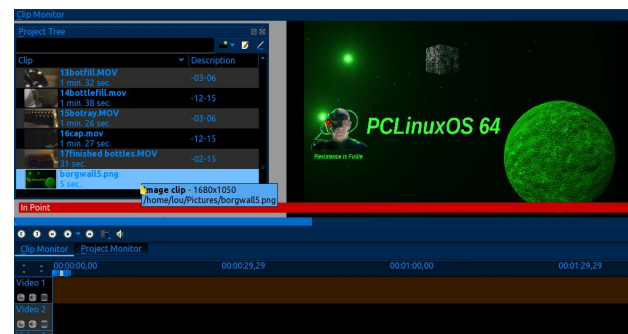 Clip Monitor
Project Tree
Clip
Description
13botfill.MOV
1 min. 32 sec.
-03-06
14bottlefill.mov
1 min. 38 sec.
-12-15
15botray.MOV
1 min. 26 sec.
-03-06
16cap.mov
1 min. 27 sec.
-12-15
17finished bottles.MOV
31 sec.
-02-15
borgwall5.png
5 sec.
Image clip - 1680x1050
/home/lou/Pictures/borgwall5.png
PCLinuxOS 64
Resistance is Futile
In Point
Clip Monitor
Project Monitor
00:00:00,00
00:00:29,29
00:01:00,00
00:01:29,29
Video 1
Video 2